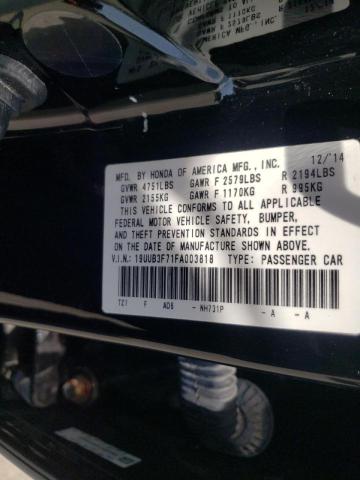 12/14
MFD. BY HONDA OF AMERICA MFG., INC.
GVWR 4751LBS GAWR F 2579LBS R 2194LBS
GVWR 2155KG GAWR F 1170KG R 995KG
THIS VEHICLE CONFORMS TO ALL APPLICABLE
FEDERAL MOTOR VEHICLE SAFETY, BUMPER,
AND THEFT PREVENTION STANDARDS IN EFFECT
ON THE DATE OF MANUFACTURE SHOWN ABOVE.
V.I.N.: 19UUB3F71FA003818 TYPE: PASSENGER CAR
TZ1 F AD6 - NH731P - A - A